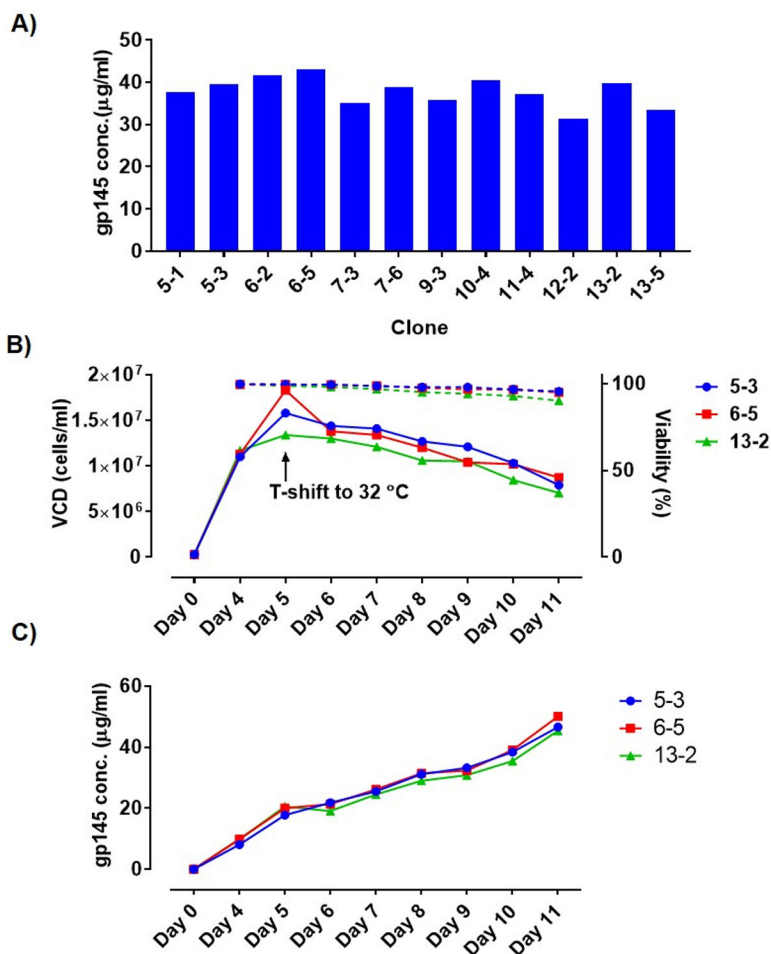 A)
gp145 conc.(μg/ml)
50
40
30
20
10
0
5-1 5-3 6-2 6-5 7-3 7-6 9-3 10-4 11-4 12-2 13-2 13-5
Clone
B)
VCD (cells/ml)
2×10⁷
1.5×10⁷
1×10⁷
5×10⁶
0
T-shift to 32 °C
100
50
0
Viability (%)
5-3
6-5
13-2
Day 0 Day 4 Day 5 Day 6 Day 7 Day 8 Day 9 Day 10 Day 11
C)
gp145 conc. (μg/ml)
60
40
20
0
5-3
6-5
13-2
Day 0 Day 4 Day 5 Day 6 Day 7 Day 8 Day 9 Day 10 Day 11